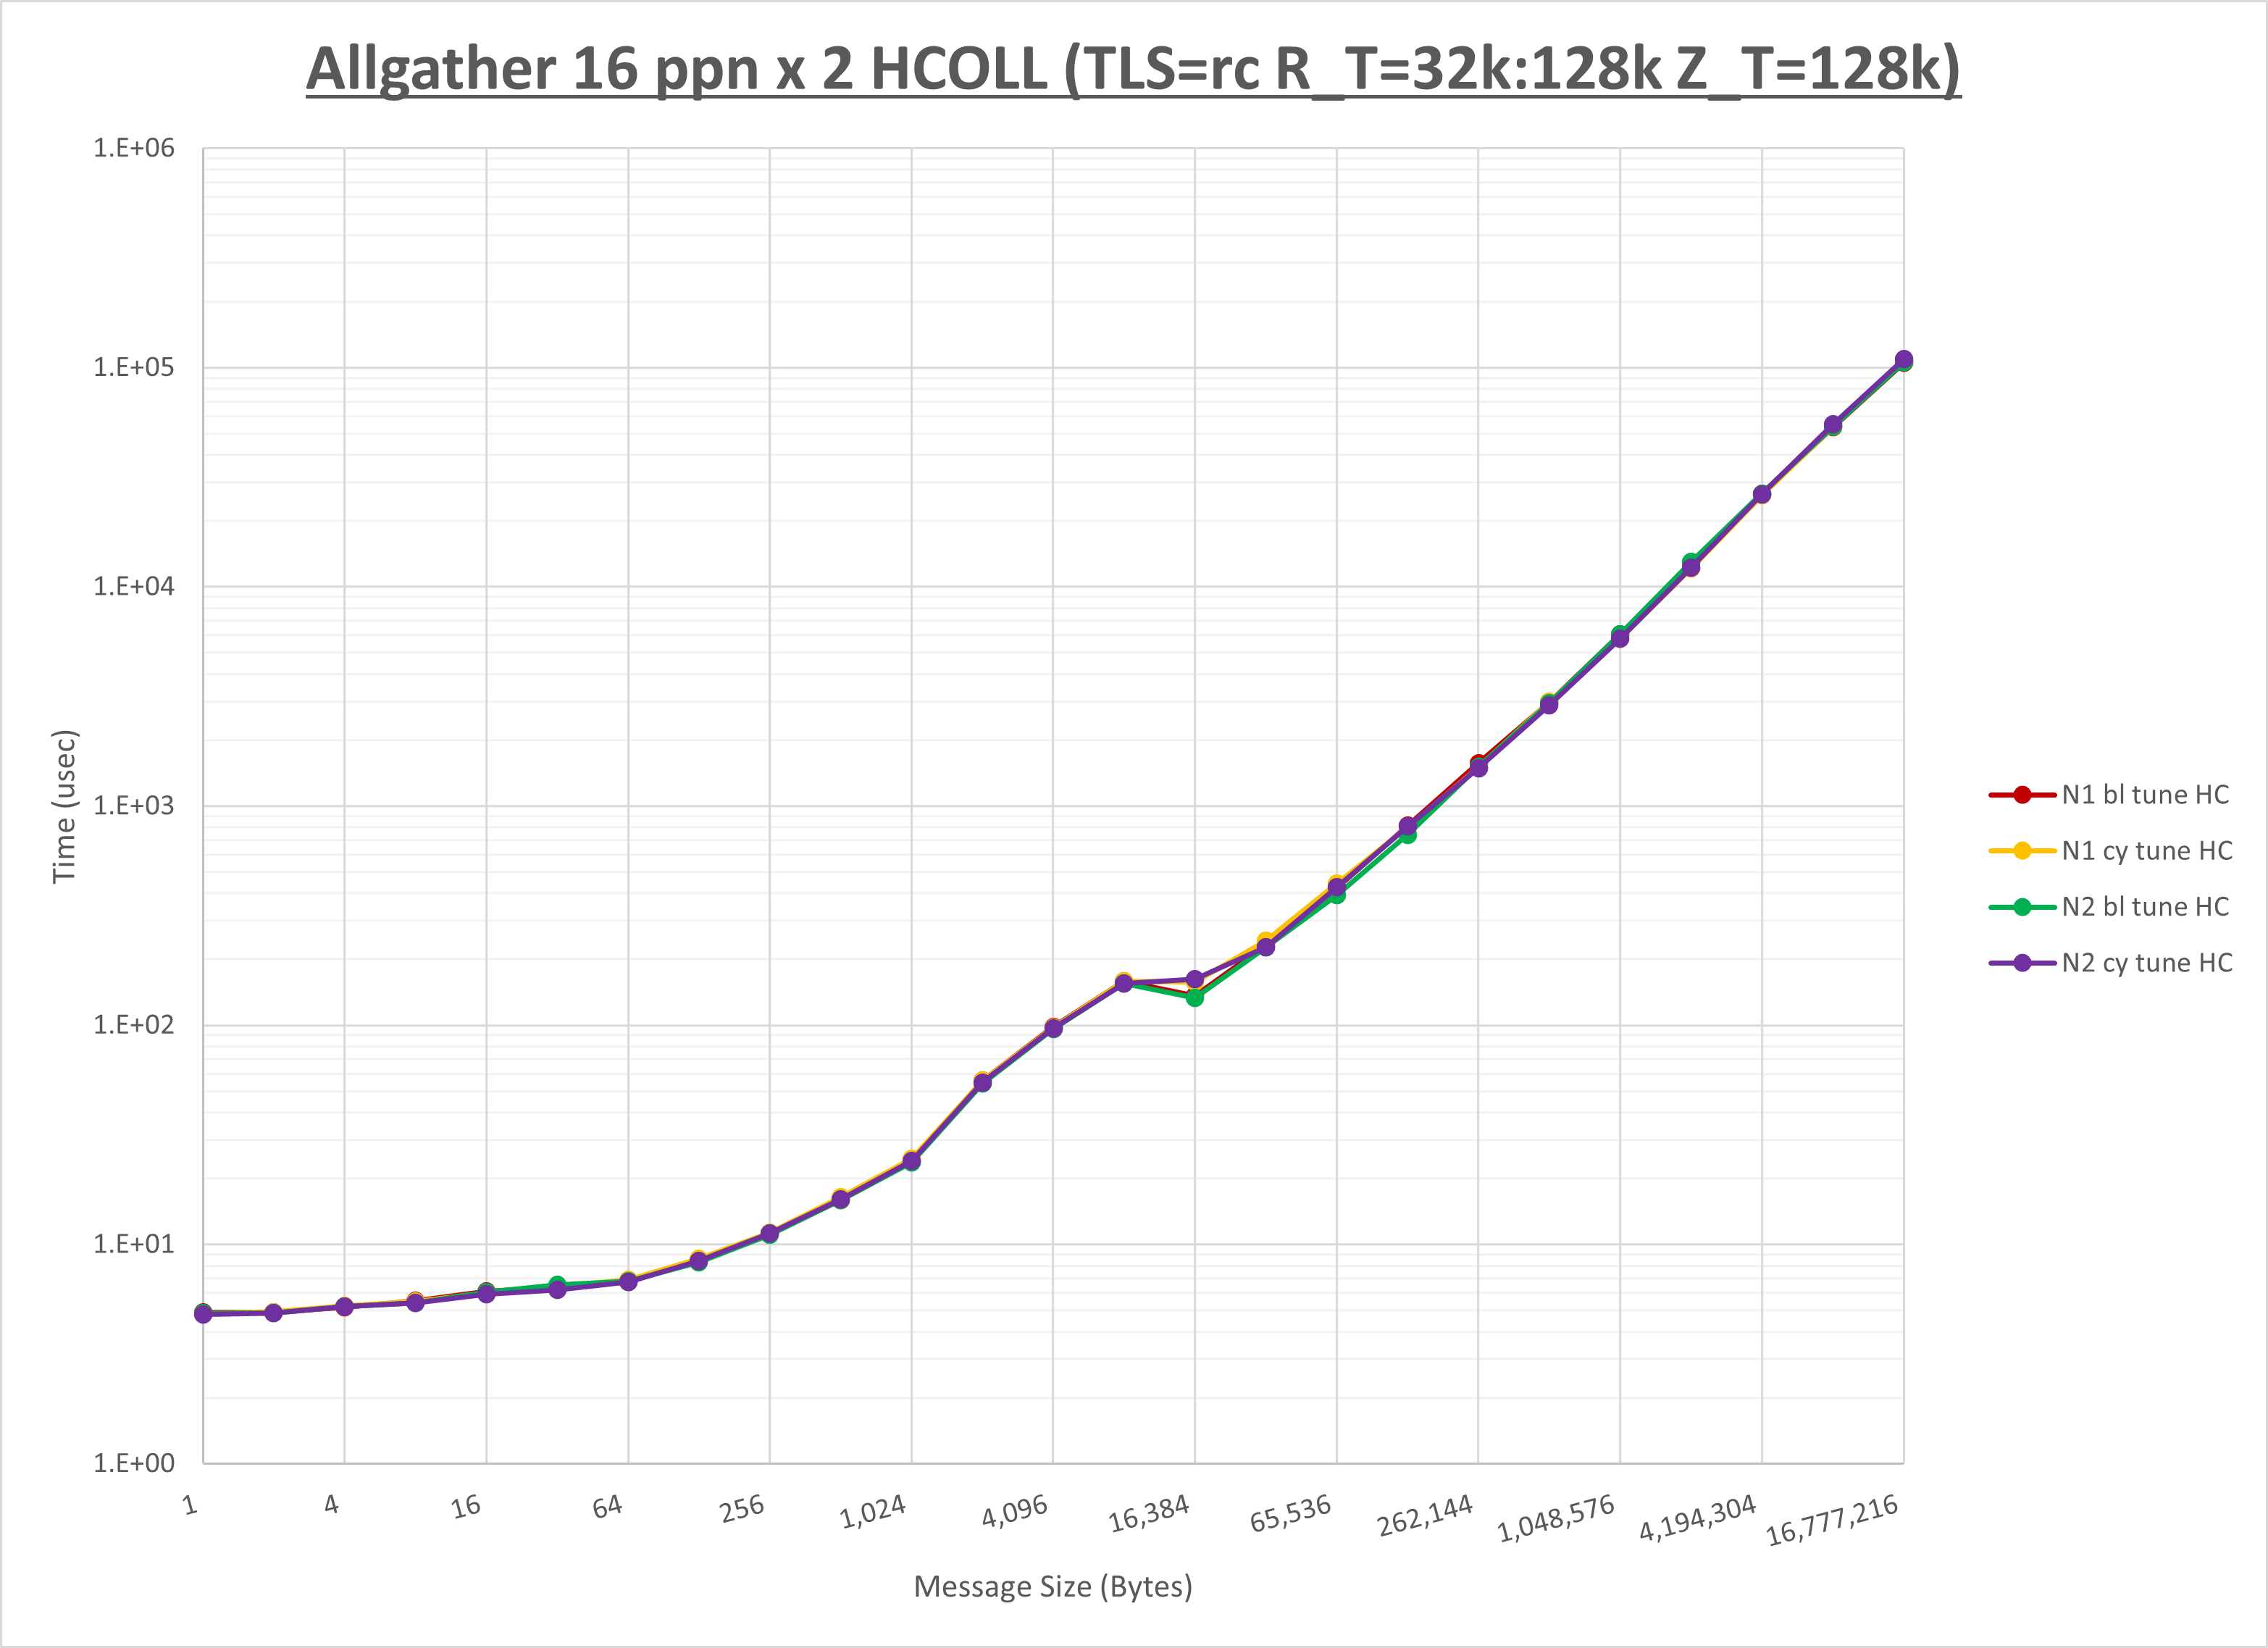 Allgather 16 ppn x 2 HCOLL (TLS=rc R_T=32k:128k Z_T=128k)
1.E+06
1.E+05
1.E+04
1.E+03
1.E+02
1.E+01
1.E+00
Time (usec)
1
4
16
64
256
1,024
4,096
16,384
65,536
262,144
1,048,576
4,194,304
16,777,216
Message Size (Bytes)
N1 bl tune HC
N1 cy tune HC
N2 bl tune HC
N2 cy tune HC